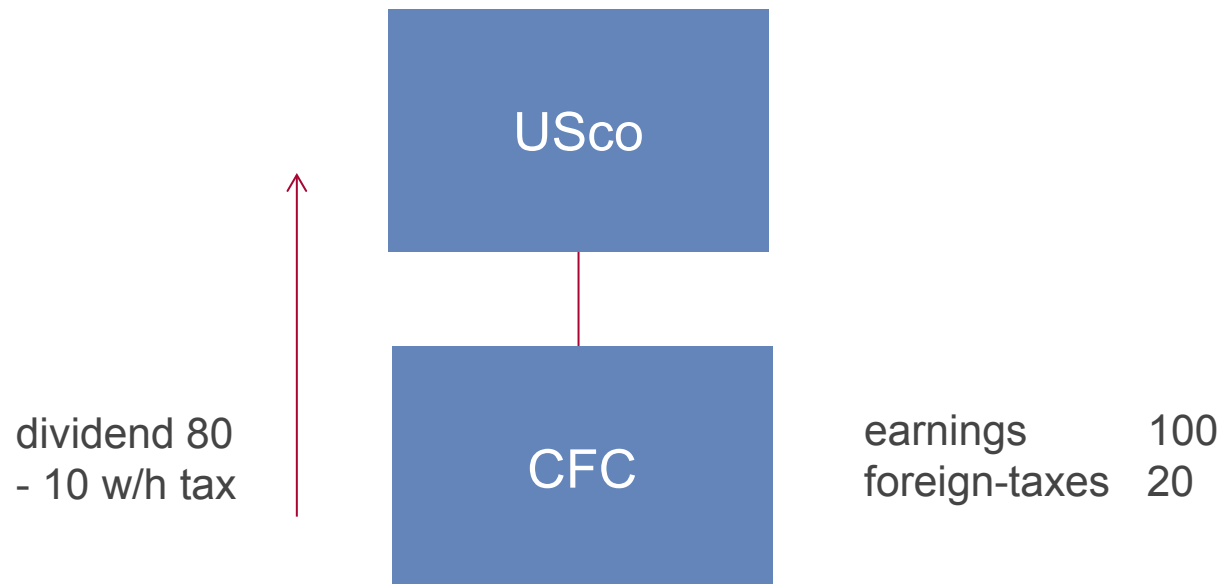 USco
dividend 80
- 10 w/h tax
CFC
earnings 100
foreign-taxes 20